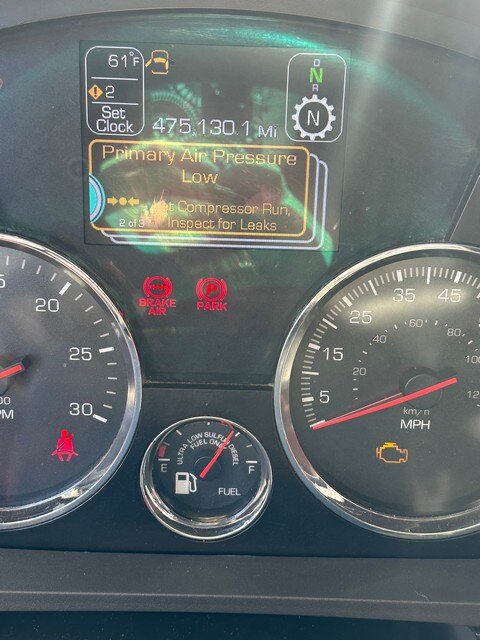 61°F
2
Set
Clock
475,130.1 Mi
D
N
R
N
Primary Air Pressure
Low
Let Compressor Run,
Inspect for Leaks
2 of 3
BRAKE
AIR
P
PARK
20
25
30
PM
5
15
25
35
45
20
40
60
80
100
km/h
MPH
ULTRA LOW SULFUR DIESEL
FUEL ONLY
E
F
FUEL